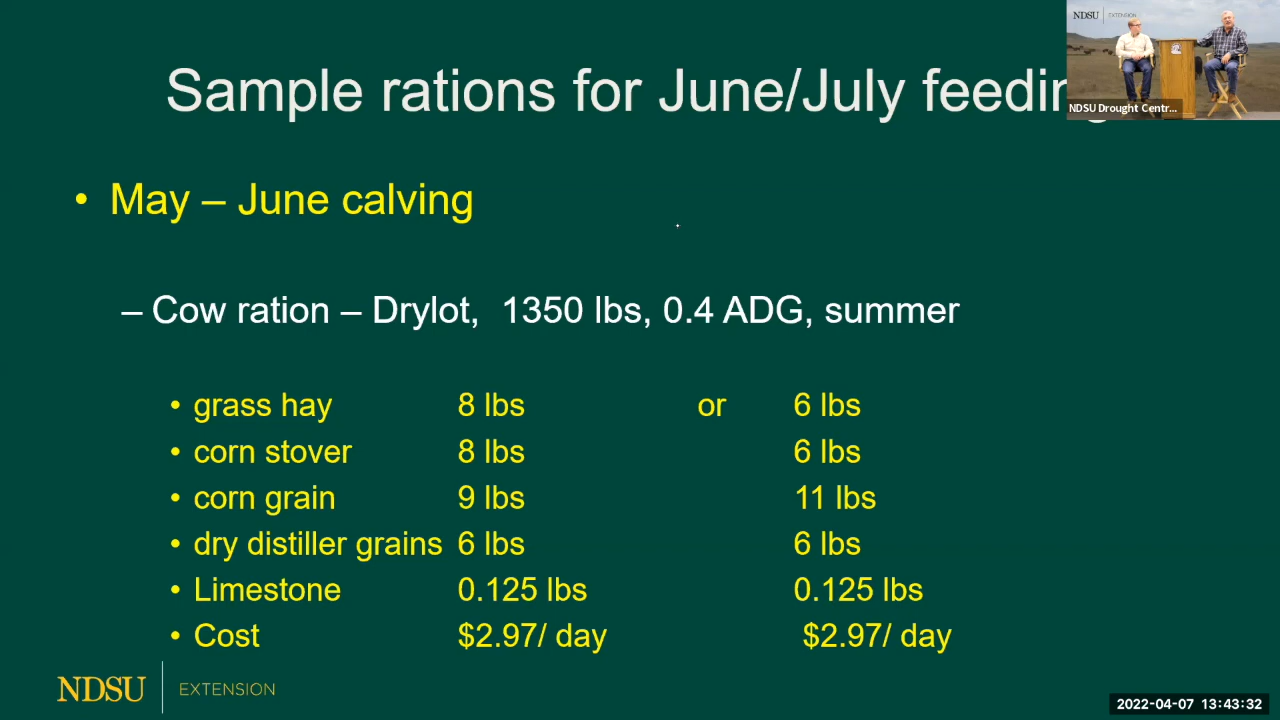 NDSU EXTENSION
Sample rations for June/July feeding
NDSU Drought Centr...
• May – June calving
– Cow ration – Drylot, 1350 lbs, 0.4 ADG, summer
• grass hay 8 lbs or 6 lbs
• corn stover 8 lbs 6 lbs
• corn grain 9 lbs 11 lbs
• dry distiller grains 6 lbs 6 lbs
• Limestone 0.125 lbs 0.125 lbs
• Cost $2.97/ day $2.97/ day
NDSU EXTENSION
2022-04-07 13:43:32